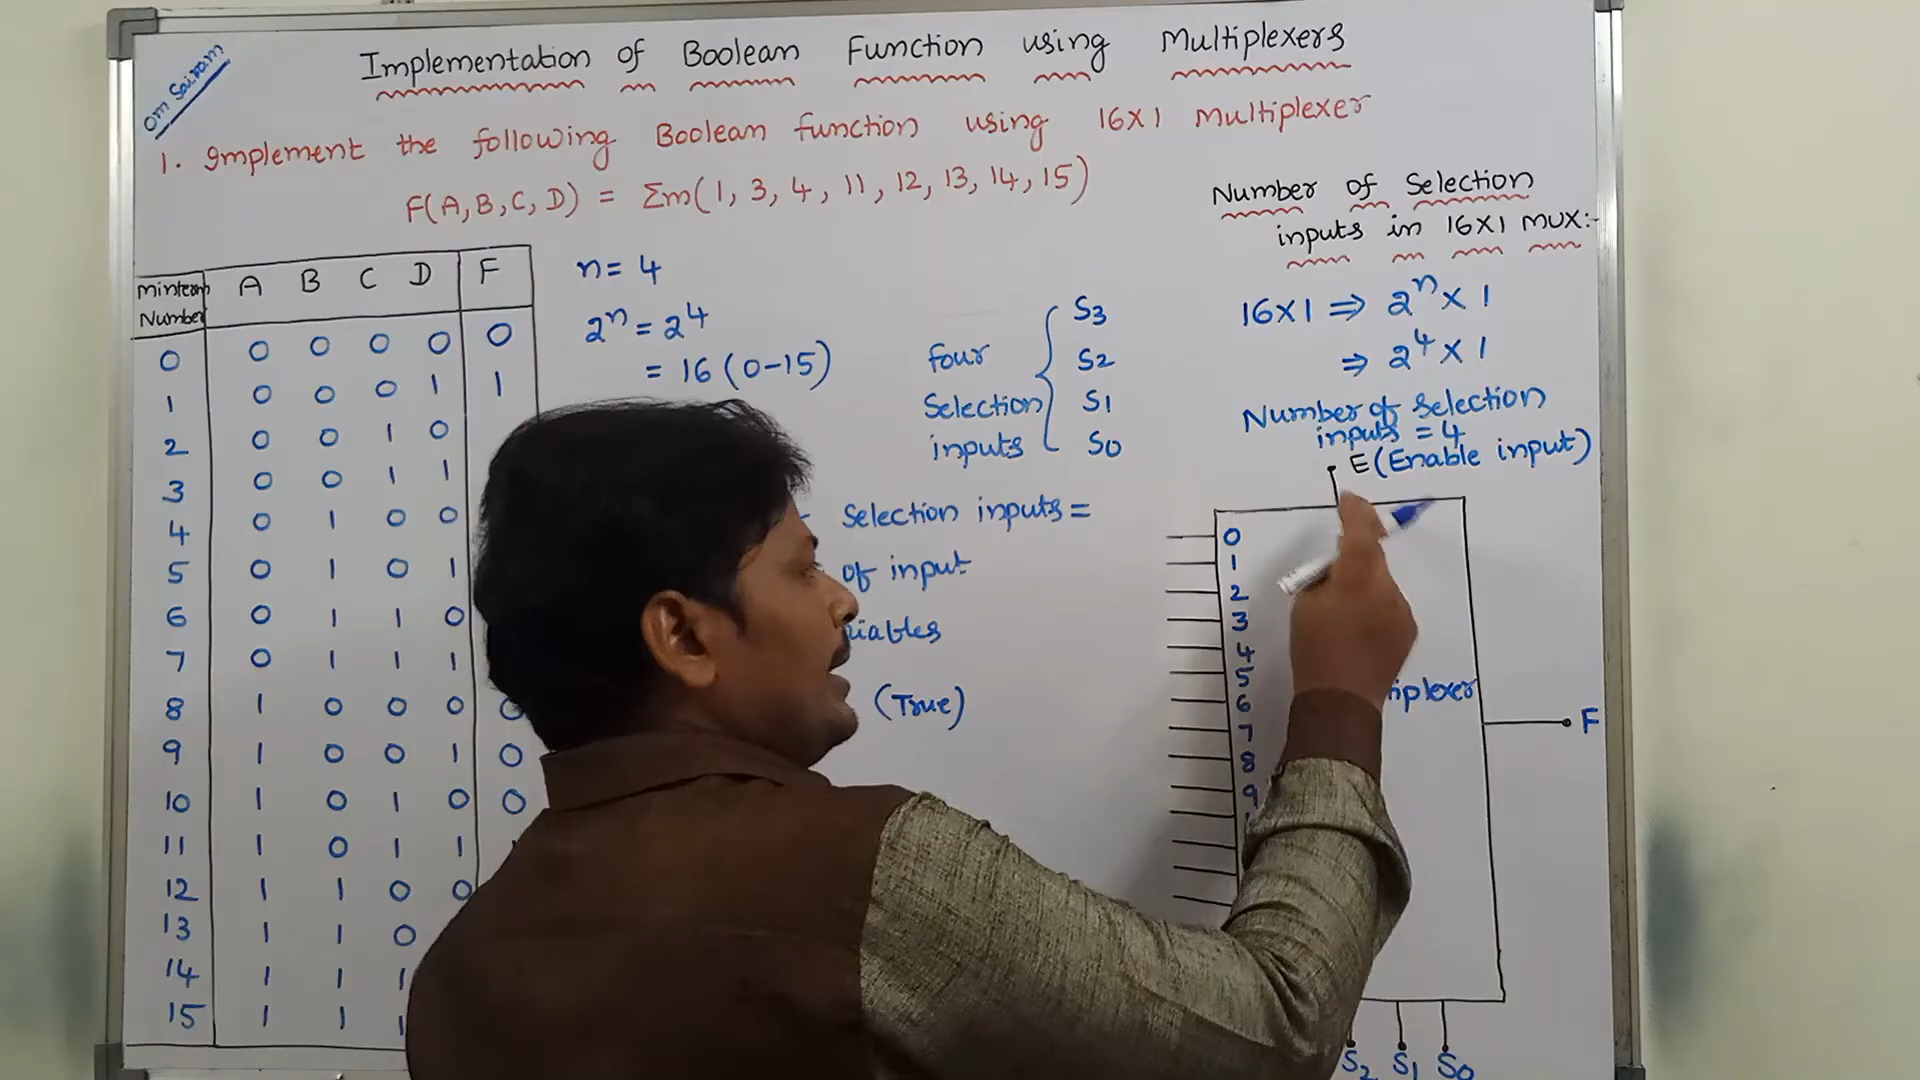 Om Sairam
Implementation of Boolean Function using Multiplexers
1. Implement the following Boolean function using 16X1 Multiplexer
F(A,B,C,D) = Σm(1, 3, 4, 11, 12, 13, 14, 15)
Minterm Number A B C D F
0 0 0 0 0 0
1 0 0 0 1 1
2 0 0 1 0
3 0 0 1 1
4 0 1 0 0
5 0 1 0 1
6 0 1 1 0
7 0 1 1 1
8 1 0 0 0 0
9 1 0 0 1 0
10 1 0 1 0 0
11 1 0 1 1
12 1 1 0 0
13 1 1 0
14 1 1 1
15 1 1 1
n = 4
2ⁿ = 2⁴
= 16 (0-15)
four
Selection
inputs
S3
S2
S1
S0
Selection inputs =
of input
(True)
Number of Selection
inputs in 16X1 MUX:-
16X1 ⇒ 2ⁿ X 1
⇒ 2⁴ X 1
Number of Selection
inputs = 4
E (Enable input)
0
1
2
3
4
5
6
7
8
9
F
S2 S1 S0